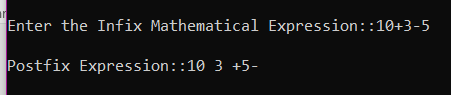 Enter the Infix Mathematical Expression::10+3-5
Postfix Expression::10 3 +5-